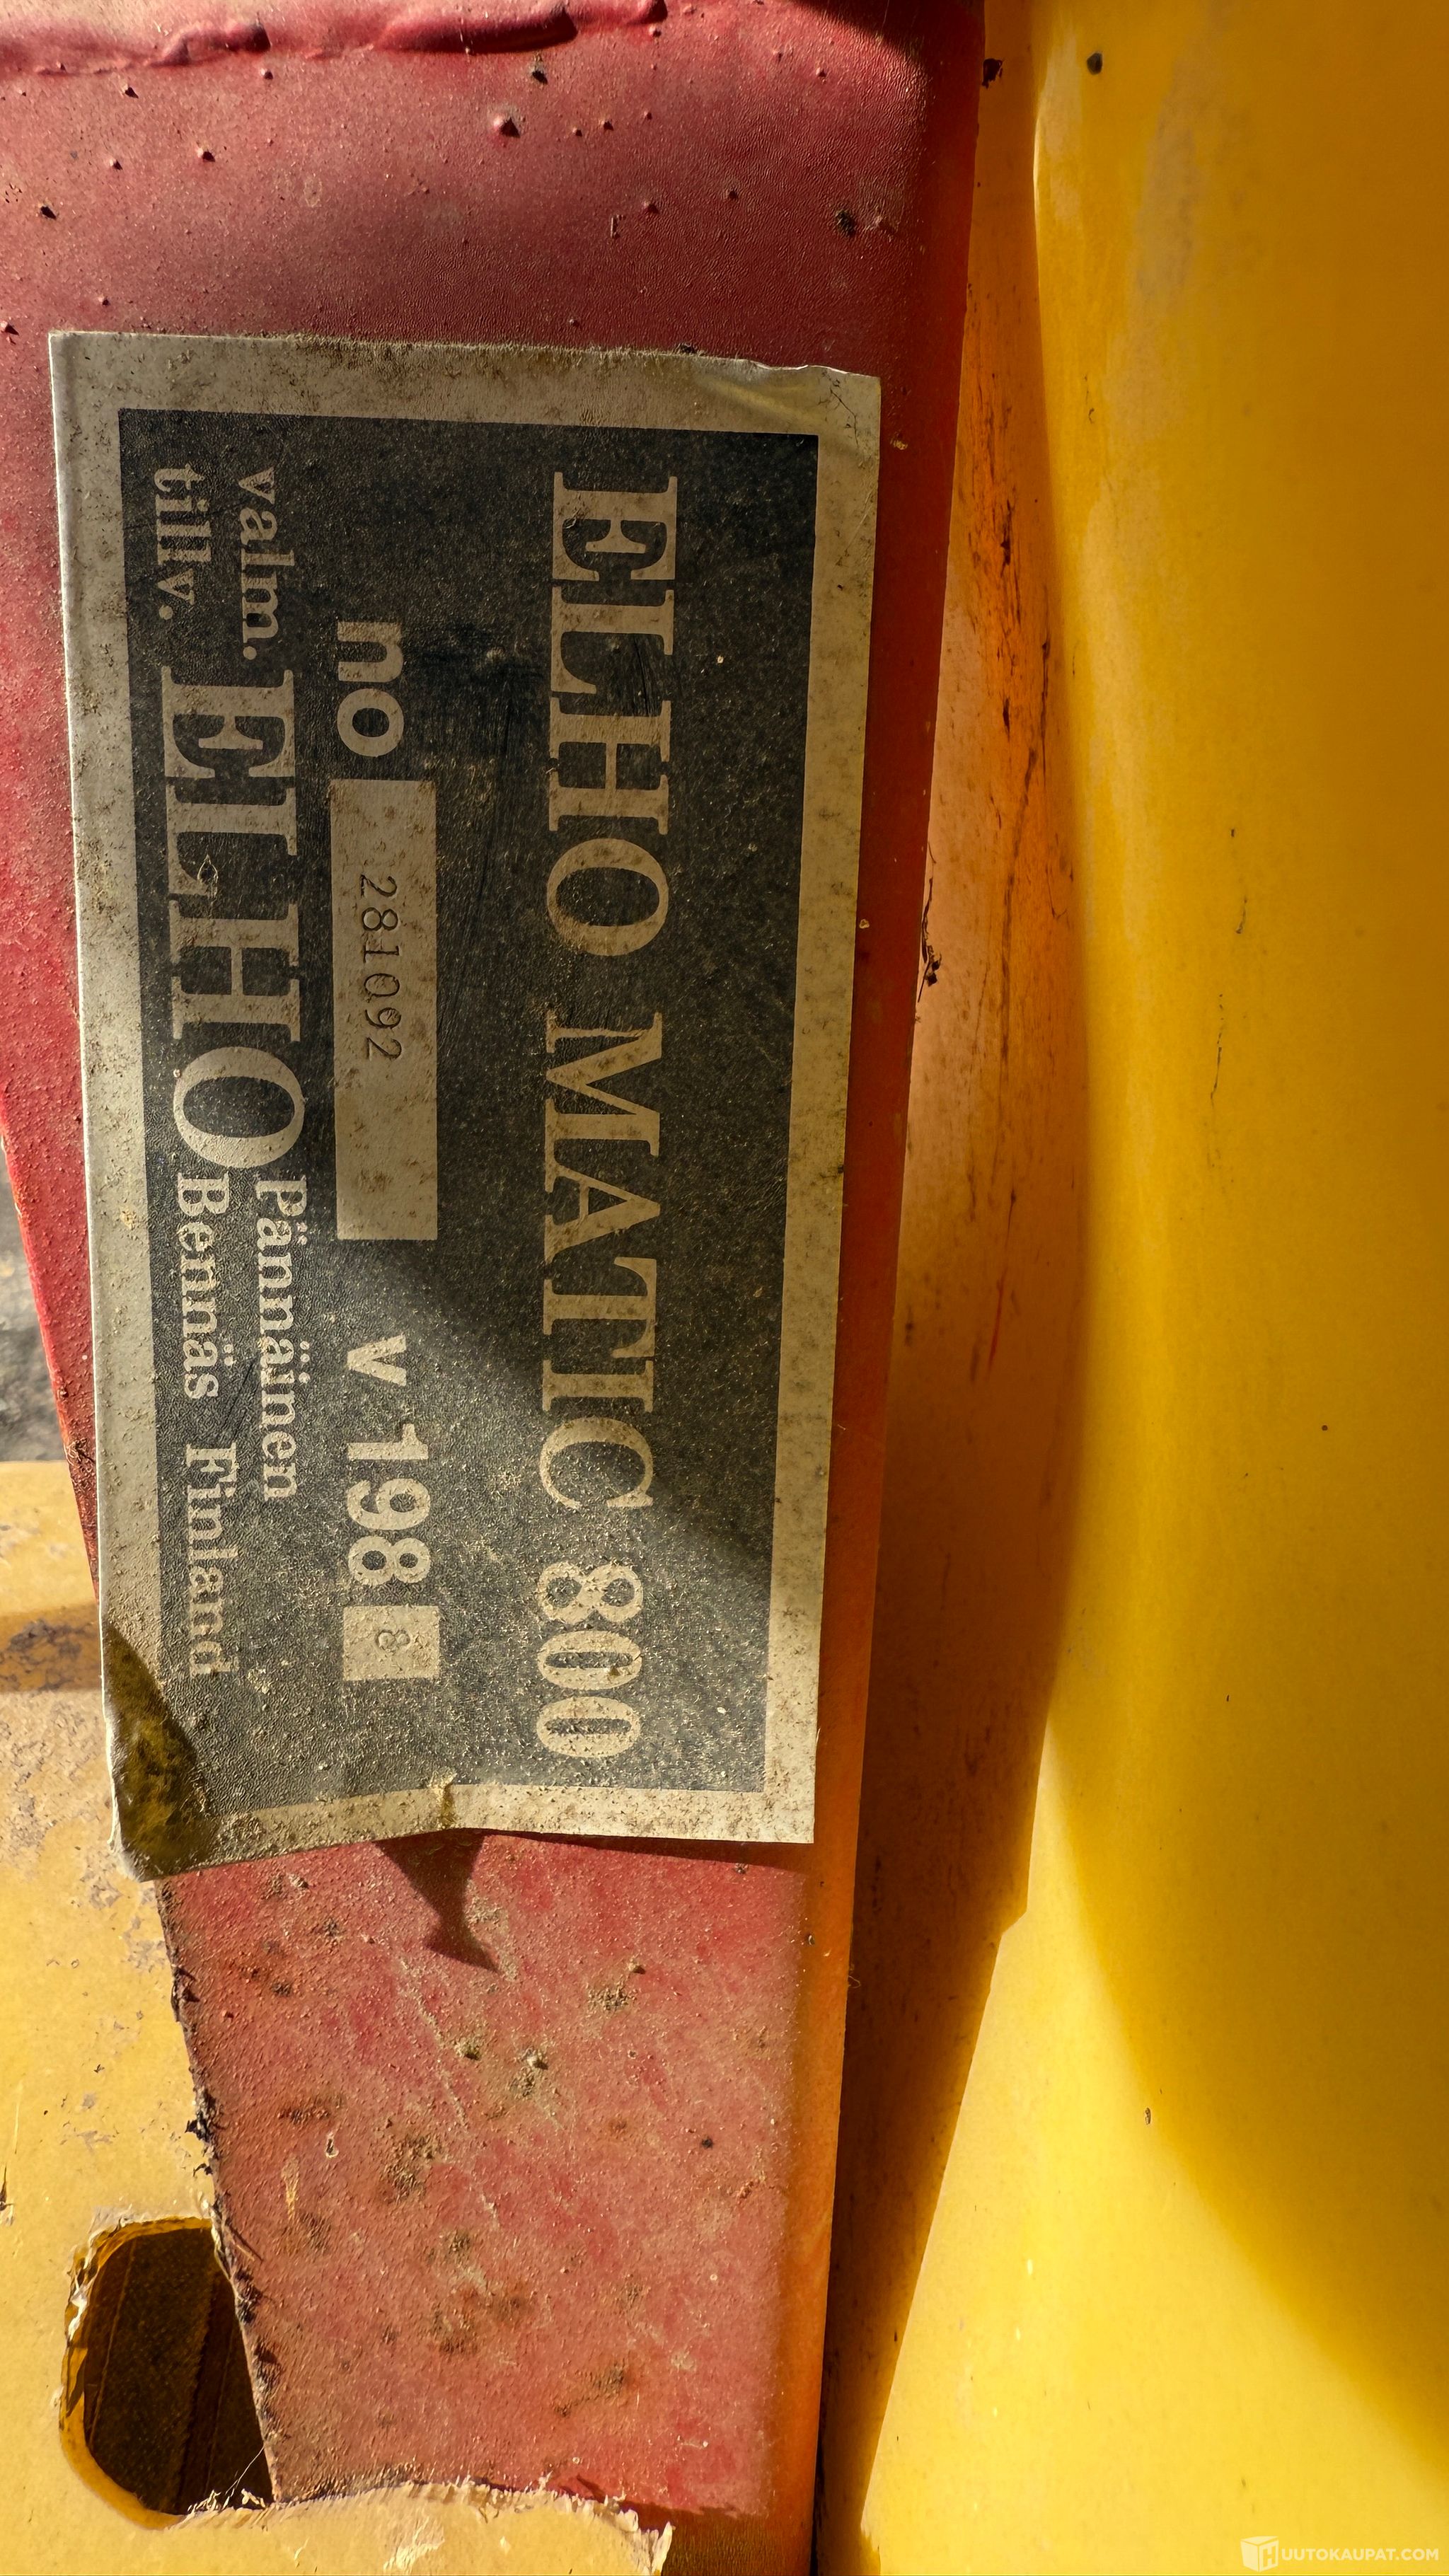 ELHO MATIC 800
no 281092 v 1988
valm. ELHO Pännäinen
tillv. Bennäs Finland
HUUTOKAUPAT.COM